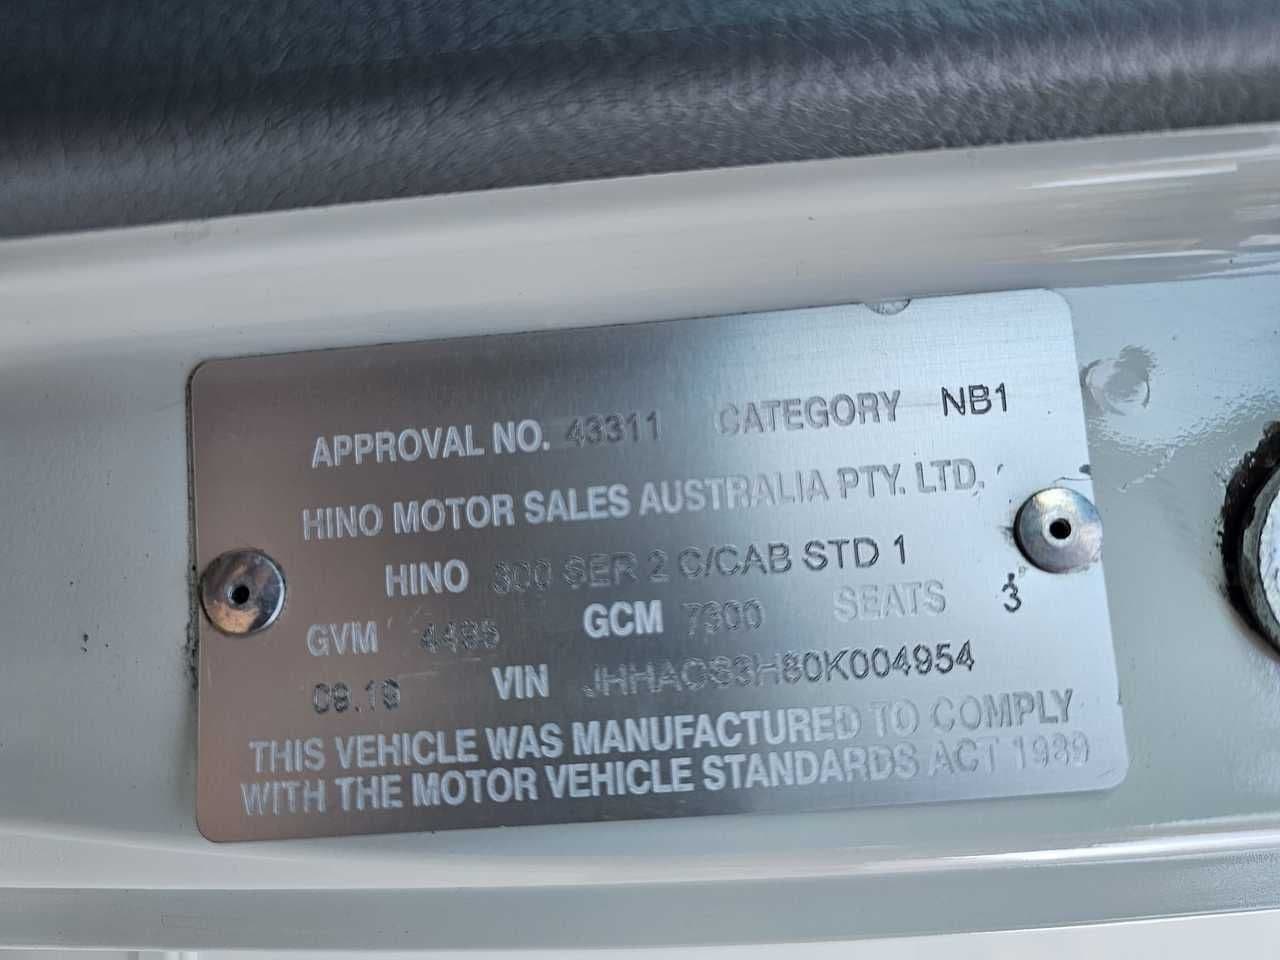 APPROVAL NO. 43311 CATEGORY NB1
HINO MOTOR SALES AUSTRALIA PTY. LTD.
HINO 300 SER 2 C/CAB STD 1
GVM 4495 GCM 7300 SEATS 3
09.19 VIN JHHACS3H80K004954
THIS VEHICLE WAS MANUFACTURED TO COMPLY
WITH THE MOTOR VEHICLE STANDARDS ACT 1989